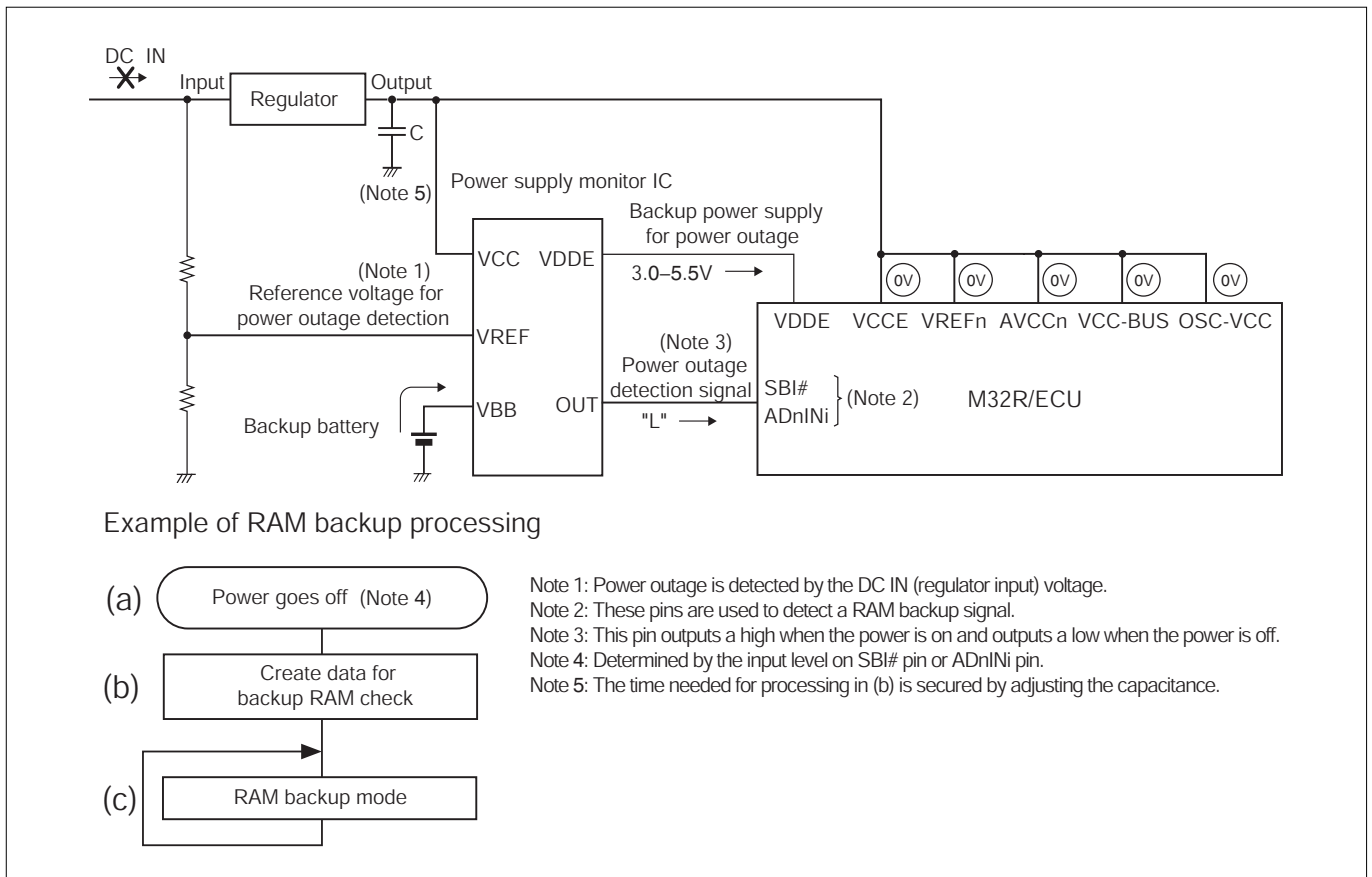 DC IN
Input
Regulator
Output
C
(Note 5)
Power supply monitor IC
Backup power supply
for power outage
3.0–5.5V
(Note 1)
Reference voltage for
power outage detection
VCC
VDDE
VREF
VBB
OUT
Backup battery
(Note 3)
Power outage
detection signal
"L"
0V
0V
0V
0V
0V
VDDE
VCCE
VREFn
AVCCn
VCC-BUS
OSC-VCC
SBI#
ADnINi
(Note 2)
M32R/ECU
Example of RAM backup processing
(a)
Power goes off (Note 4)
(b)
Create data for
backup RAM check
(c)
RAM backup mode
Note 1: Power outage is detected by the DC IN (regulator input) voltage.
Note 2: These pins are used to detect a RAM backup signal.
Note 3: This pin outputs a high when the power is on and outputs a low when the power is off.
Note 4: Determined by the input level on SBI# pin or ADnINi pin.
Note 5: The time needed for processing in (b) is secured by adjusting the capacitance.